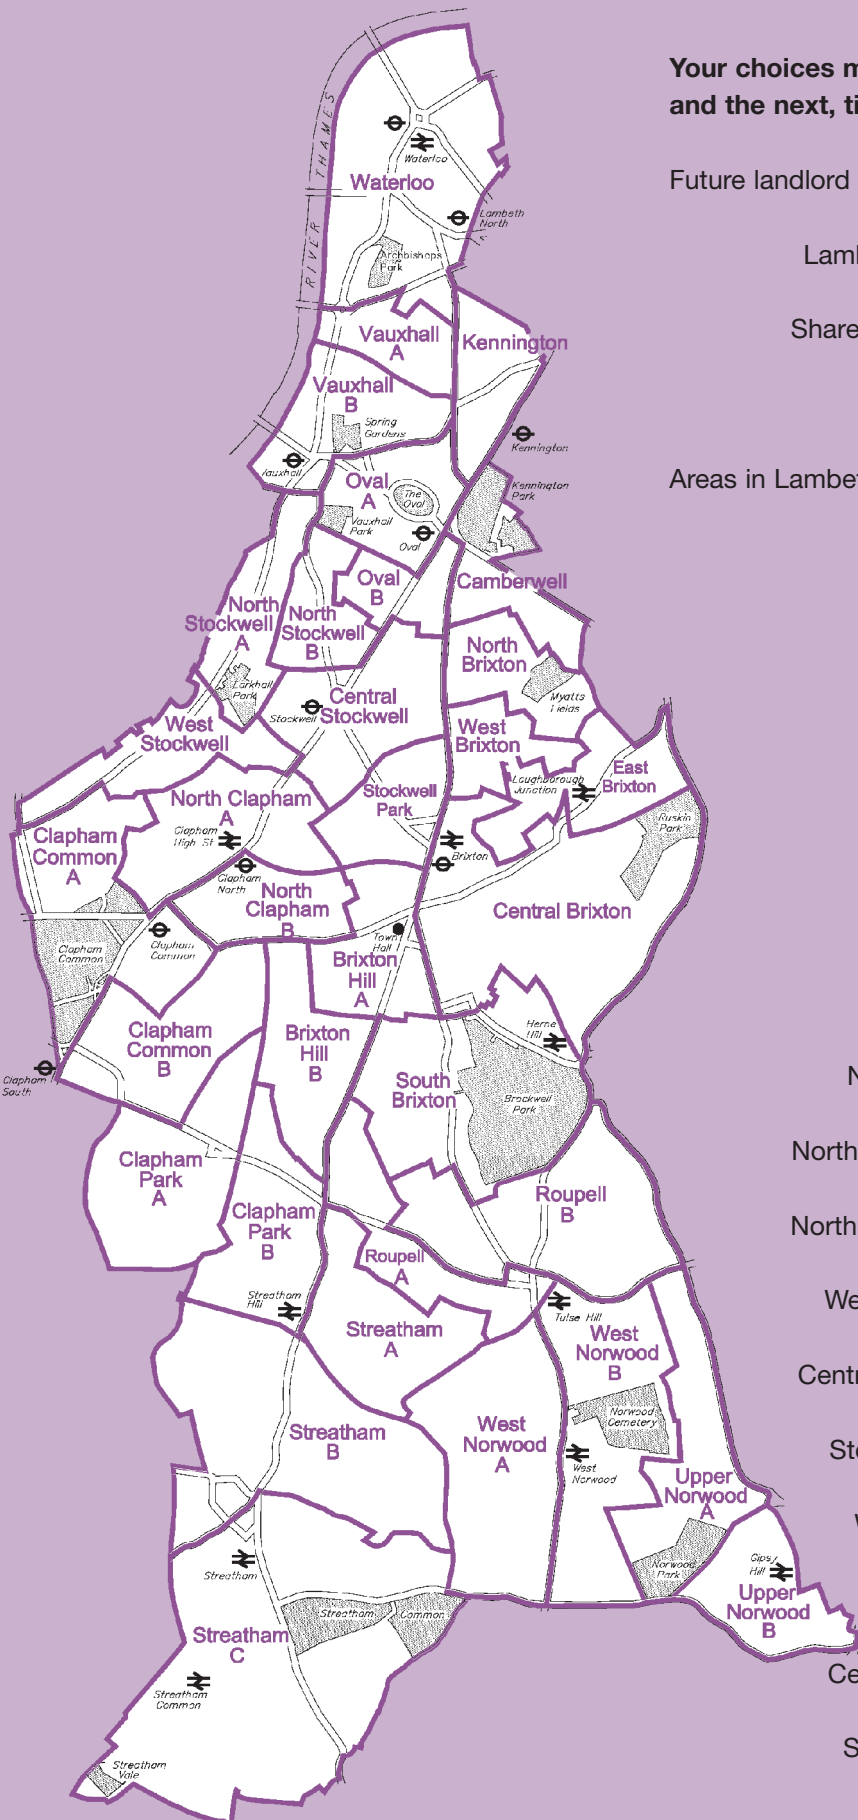 Your choices m
and the next, ti
Future landlord
Lamb
Share
Areas in Lambet
N
North
North
We
Centr
Sto
W
Ce
S
RIVER THAMES
Waterloo
Waterloo
Lambeth
North
Archbishops
Park
Vauxhall
A
Kennington
Vauxhall
B
Spring
Gardens
Kennington
Vauxhall
Oval
A
The
Oval
Kennington
Park
Vauxhall
Park
Oval
Oval
B
Camberwell
North
Stockwell
A
North
Stockwell
B
North
Brixton
Larkhall
Park
Myatts
Fields
Central
Stockwell
Stockwell
West
Stockwell
West
Brixton
East
Brixton
Loughborough
Junction
Stockwell
Park
North Clapham
A
Clapham
High St
Ruskin
Park
Clapham
Common
A
Brixton
Clapham
North
North
Clapham
B
Central Brixton
Clapham
Common
Clapham
Common
Town
Hall
Brixton
Hill
A
Clapham
Common
B
Brixton
Hill
B
Herne
Hill
Clapham
South
South
Brixton
Brockwell
Park
Clapham
Park
A
Clapham
Park
B
Roupell
B
Roupell
A
Streatham
Hill
Tulse Hill
Streatham
A
West
Norwood
B
Norwood
Cemetery
Streatham
B
West
Norwood
A
West
Norwood
Upper
Norwood
A
Streatham
Norwood
Park
Gipsy
Hill
Upper
Norwood
B
Streatham
Common
Streatham
C
Streatham
Common
Streatham
Vale